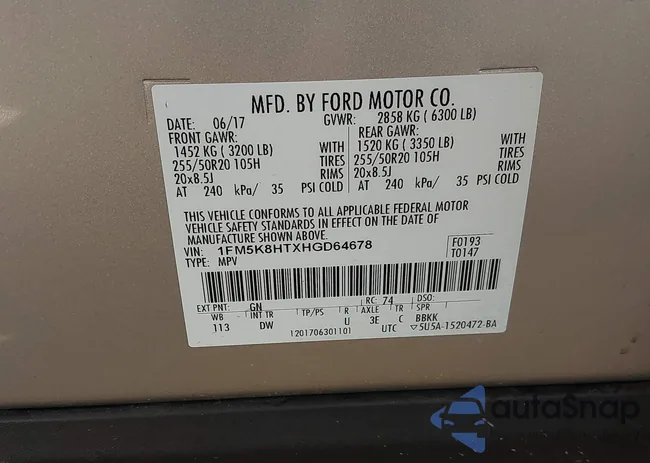 MFD. BY FORD MOTOR CO.
DATE: 06/17 GVWR: 2858 KG ( 6300 LB)
FRONT GAWR: REAR GAWR:
1452 KG ( 3200 LB) WITH 1520 KG ( 3350 LB) WITH
255/50R20 105H TIRES 255/50R20 105H TIRES
20x8.5J RIMS 20x8.5J RIMS
AT 240 kPa/ 35 PSI COLD AT 240 kPa/ 35 PSI COLD
THIS VEHICLE CONFORMS TO ALL APPLICABLE FEDERAL MOTOR
VEHICLE SAFETY STANDARDS IN EFFECT ON THE DATE OF
MANUFACTURE SHOWN ABOVE.
VIN: 1FM5K8HTXHGD64678 F0193
TYPE: MPV T0147
EXT PNT: GN RC: 74 DSO:
WB INT TR TP/PS R AXLE TR SPR
113 DW U 3E C BBKK
1201706301101 UTC ▽5U5A-1520472-BA
autoSnap